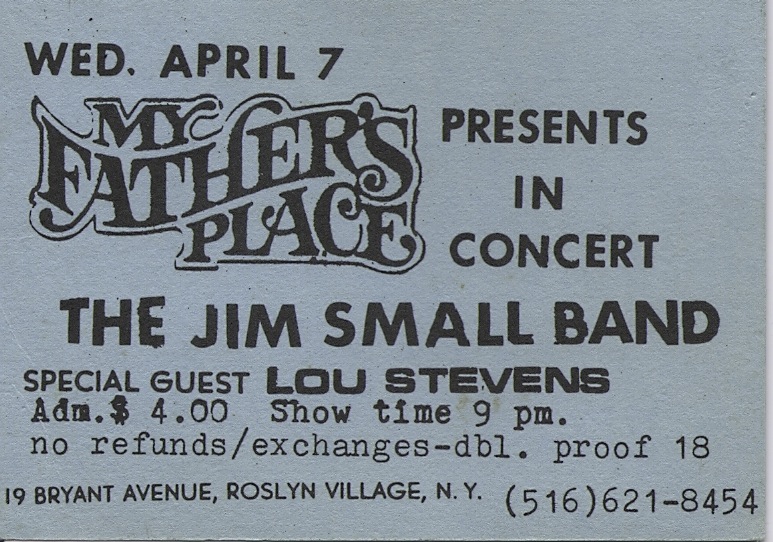 WED. APRIL 7
MY
FATHER'S
PLACE
PRESENTS
IN
CONCERT
THE JIM SMALL BAND
SPECIAL GUEST LOU STEVENS
Adm.$ 4.00 Show time 9 pm.
no refunds/exchanges-dbl. proof 18
19 BRYANT AVENUE, ROSLYN VILLAGE, N.Y. (516)621-8454